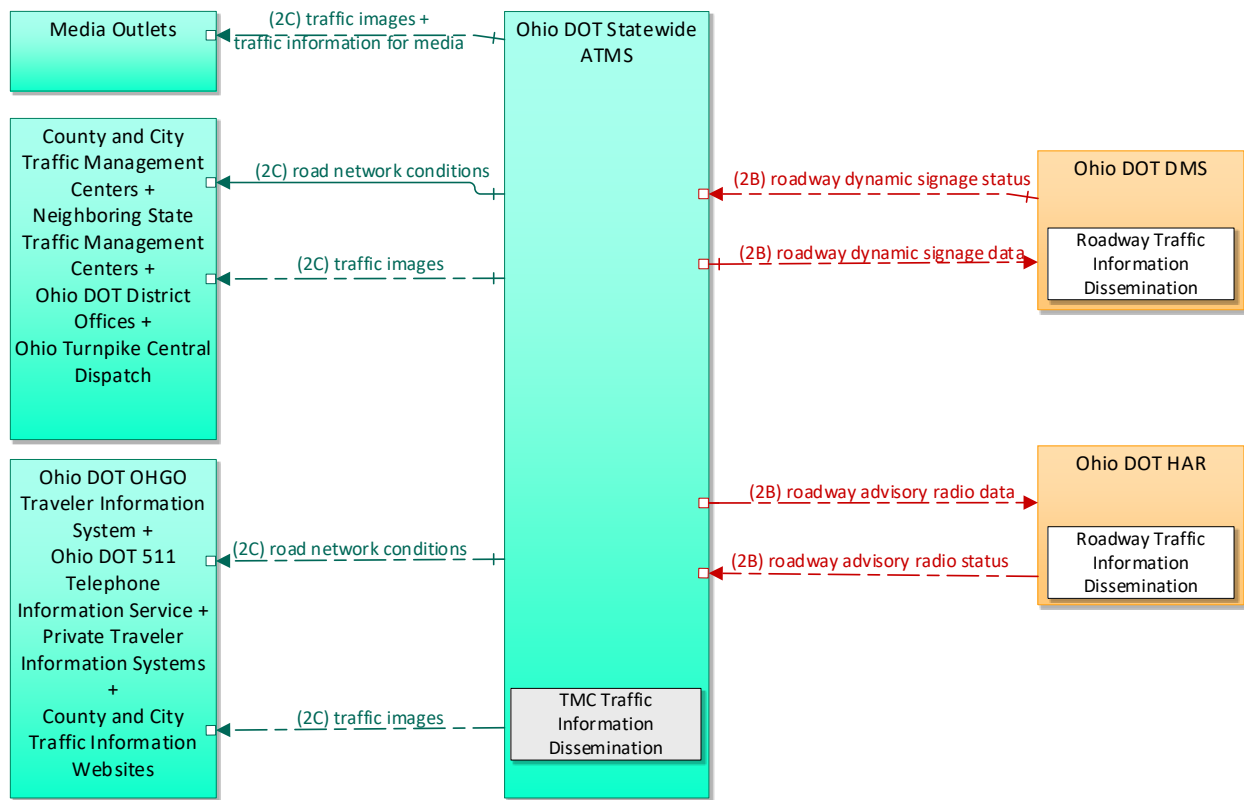 Media Outlets
(2C) traffic images +
traffic information for media
Ohio DOT Statewide
ATMS
County and City
Traffic Management
Centers +
Neighboring State
Traffic Management
Centers +
Ohio DOT District
Offices +
Ohio Turnpike Central
Dispatch
(2C) road network conditions
(2C) traffic images
(2B) roadway dynamic signage status
(2B) roadway dynamic signage data
Ohio DOT DMS
Roadway Traffic
Information
Dissemination
Ohio DOT OHGO
Traveler Information
System +
Ohio DOT 511
Telephone
Information Service +
Private Traveler
Information Systems
+
County and City
Traffic Information
Websites
(2C) road network conditions
(2C) traffic images
TMC Traffic
Information
Dissemination
(2B) roadway advisory radio data
(2B) roadway advisory radio status
Ohio DOT HAR
Roadway Traffic
Information
Dissemination